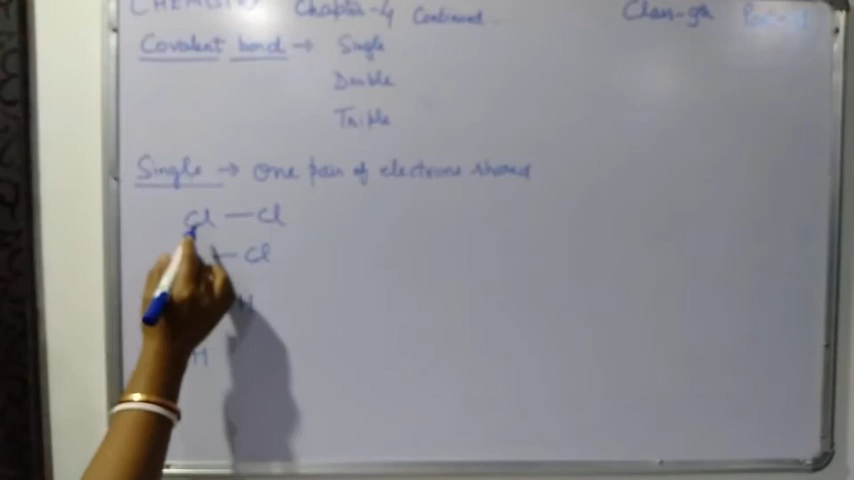 CHEMISTRY Chapter-4 Continued Class-9th
Covalent bond → Single
Double
Triple
Single → One pair of electrons shared
Cl — Cl
— Cl
H
H